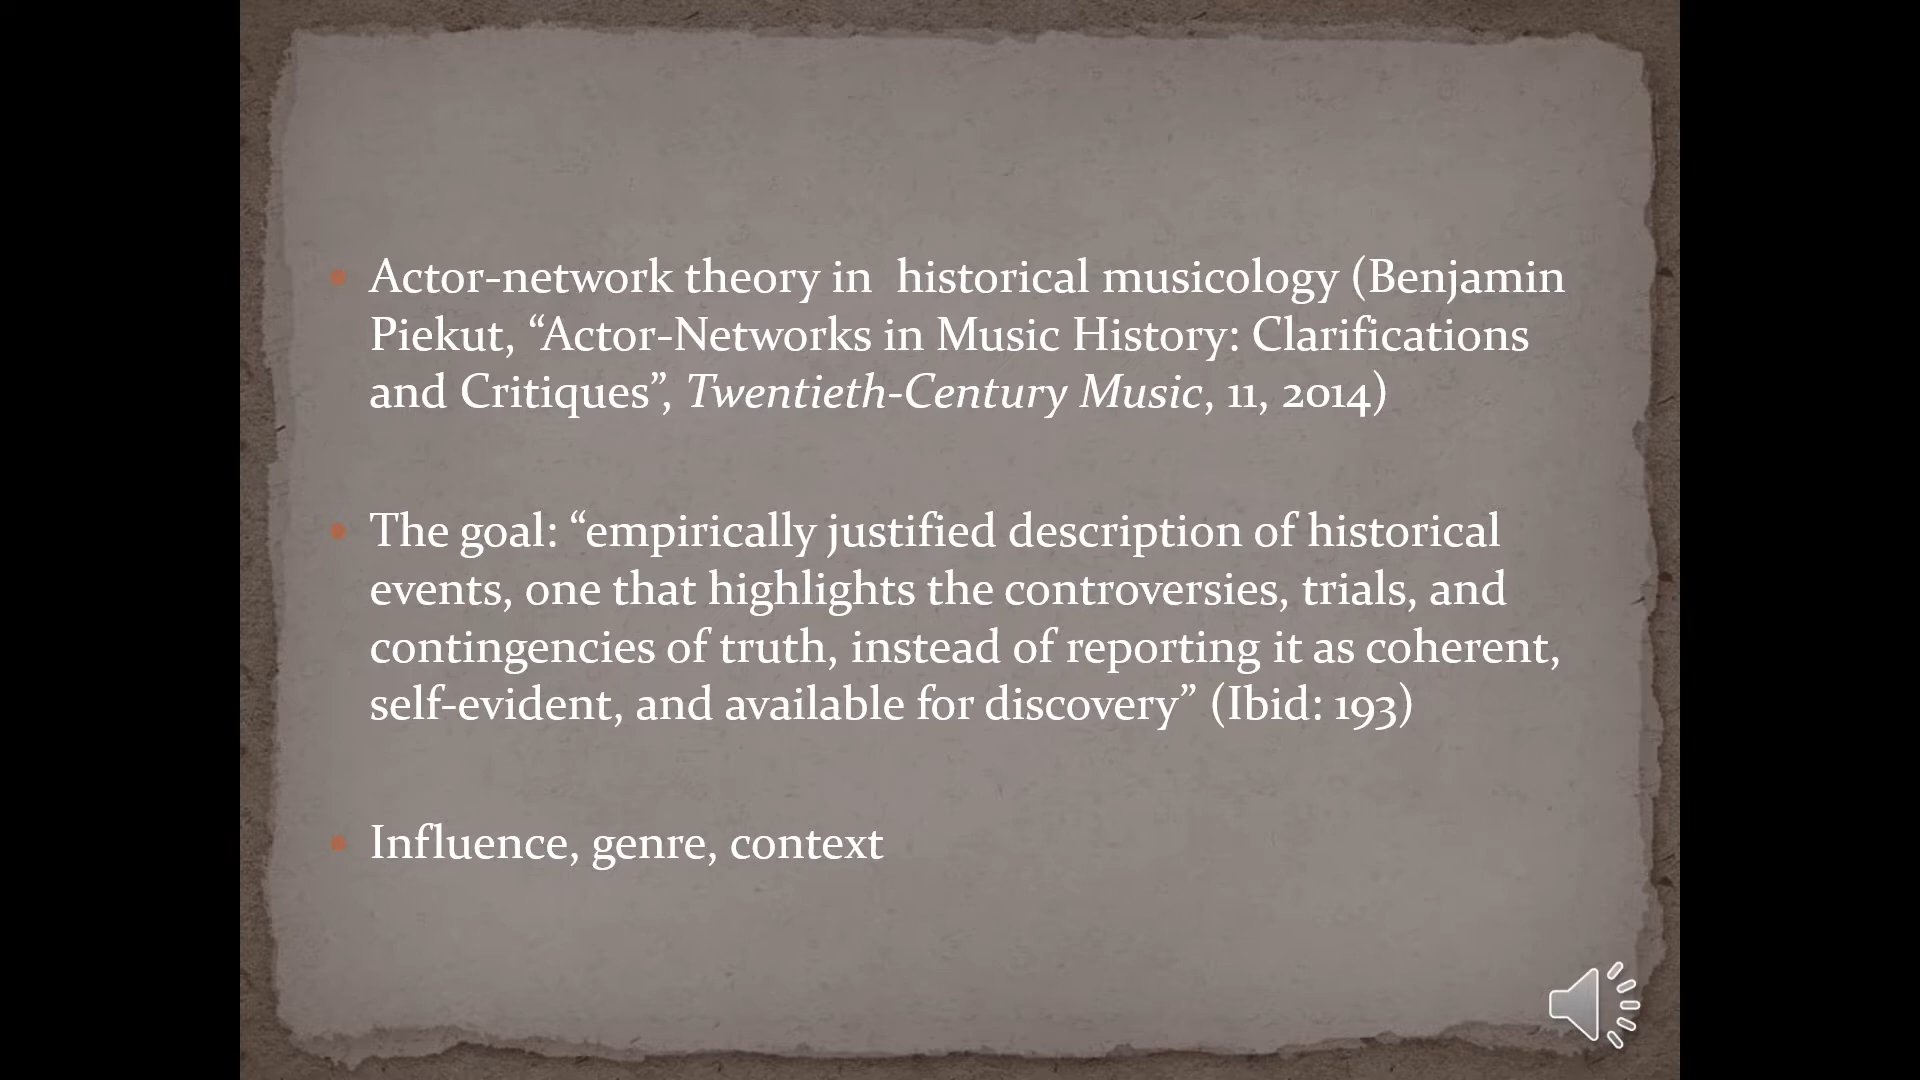 Actor-network theory in  historical musicology (Benjamin
Piekut, “Actor-Networks in Music History: Clarifications
and Critiques”, Twentieth-Century Music, 11, 2014)
The goal: “empirically justified description of historical
events, one that highlights the controversies, trials, and
contingencies of truth, instead of reporting it as coherent,
self-evident, and available for discovery” (Ibid: 193)
Influence, genre, context